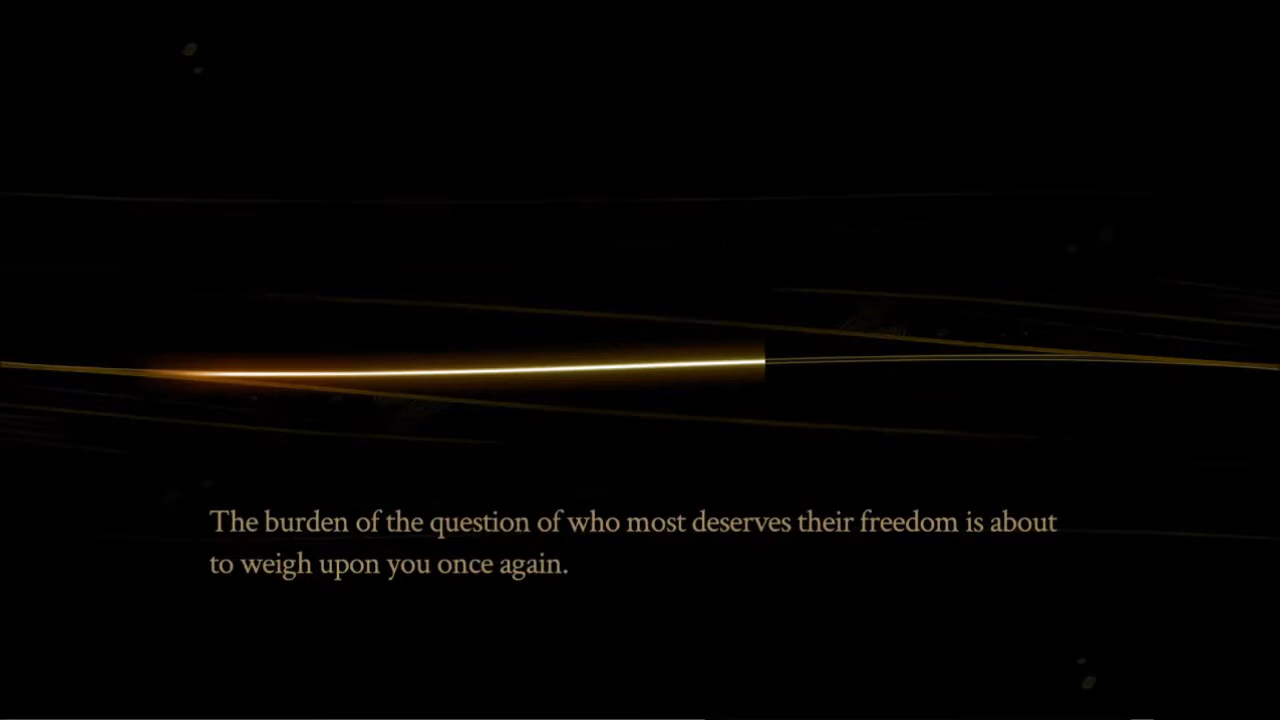 The burden of the question of who most deserves their freedom is about
to weigh upon you once again.